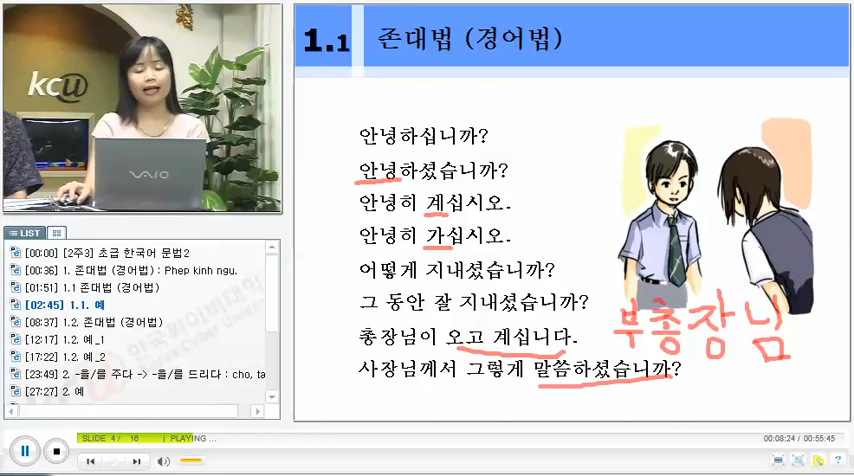 kcu
VAIO
1.1 존대법 (경어법)
안녕하십니까?
안녕하셨습니까?
안녕히 계십시오.
안녕히 가십시오.
어떻게 지내셨습니까?
그 동안 잘 지내셨습니까?
총장님이 오고 계십니다.
사장님께서 그렇게 말씀하셨습니까?
부총장님
LIST
[00:00] [2주3] 초급 한국어 문법2
[00:36] 1. 존대법 (경어법) : Phep kinh ngu.
[01:51] 1.1 존대법 (경어법)
[02:45] 1.1. 예
[08:37] 1.2. 존대법 (경어법)
[12:17] 1.2. 예_1
[17:22] 1.2. 예_2
[23:49] 2. -을/를 주다 -> -을/를 드리다 : cho, ta
[27:27] 2. 예
SLIDE 4 / 16 PLAYING ...
00:08:24 / 00:55:45